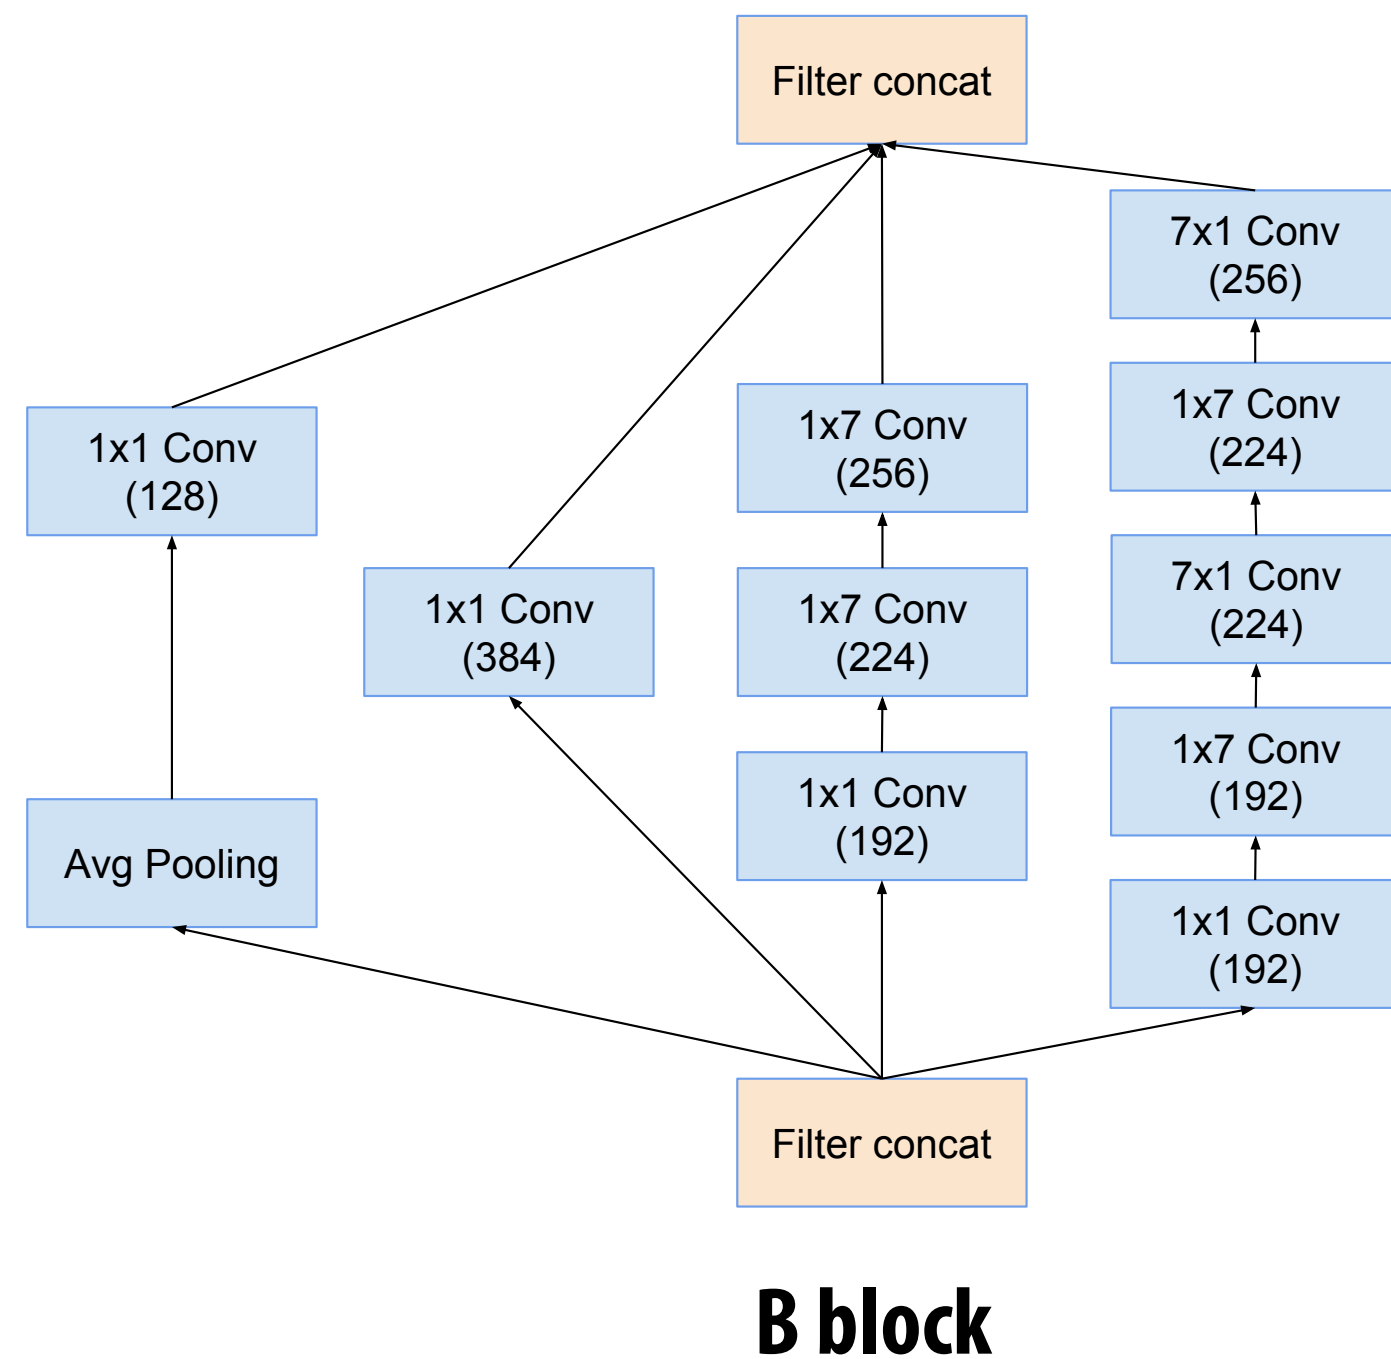 Filter concat
7x1 Conv
(256)
1x7 Conv
(224)
1x1 Conv
(128)
1x7 Conv
(256)
7x1 Conv
(224)
1x1 Conv
(384)
1x7 Conv
(224)
1x7 Conv
(192)
1x1 Conv
(192)
Avg Pooling
1x1 Conv
(192)
Filter concat
B block